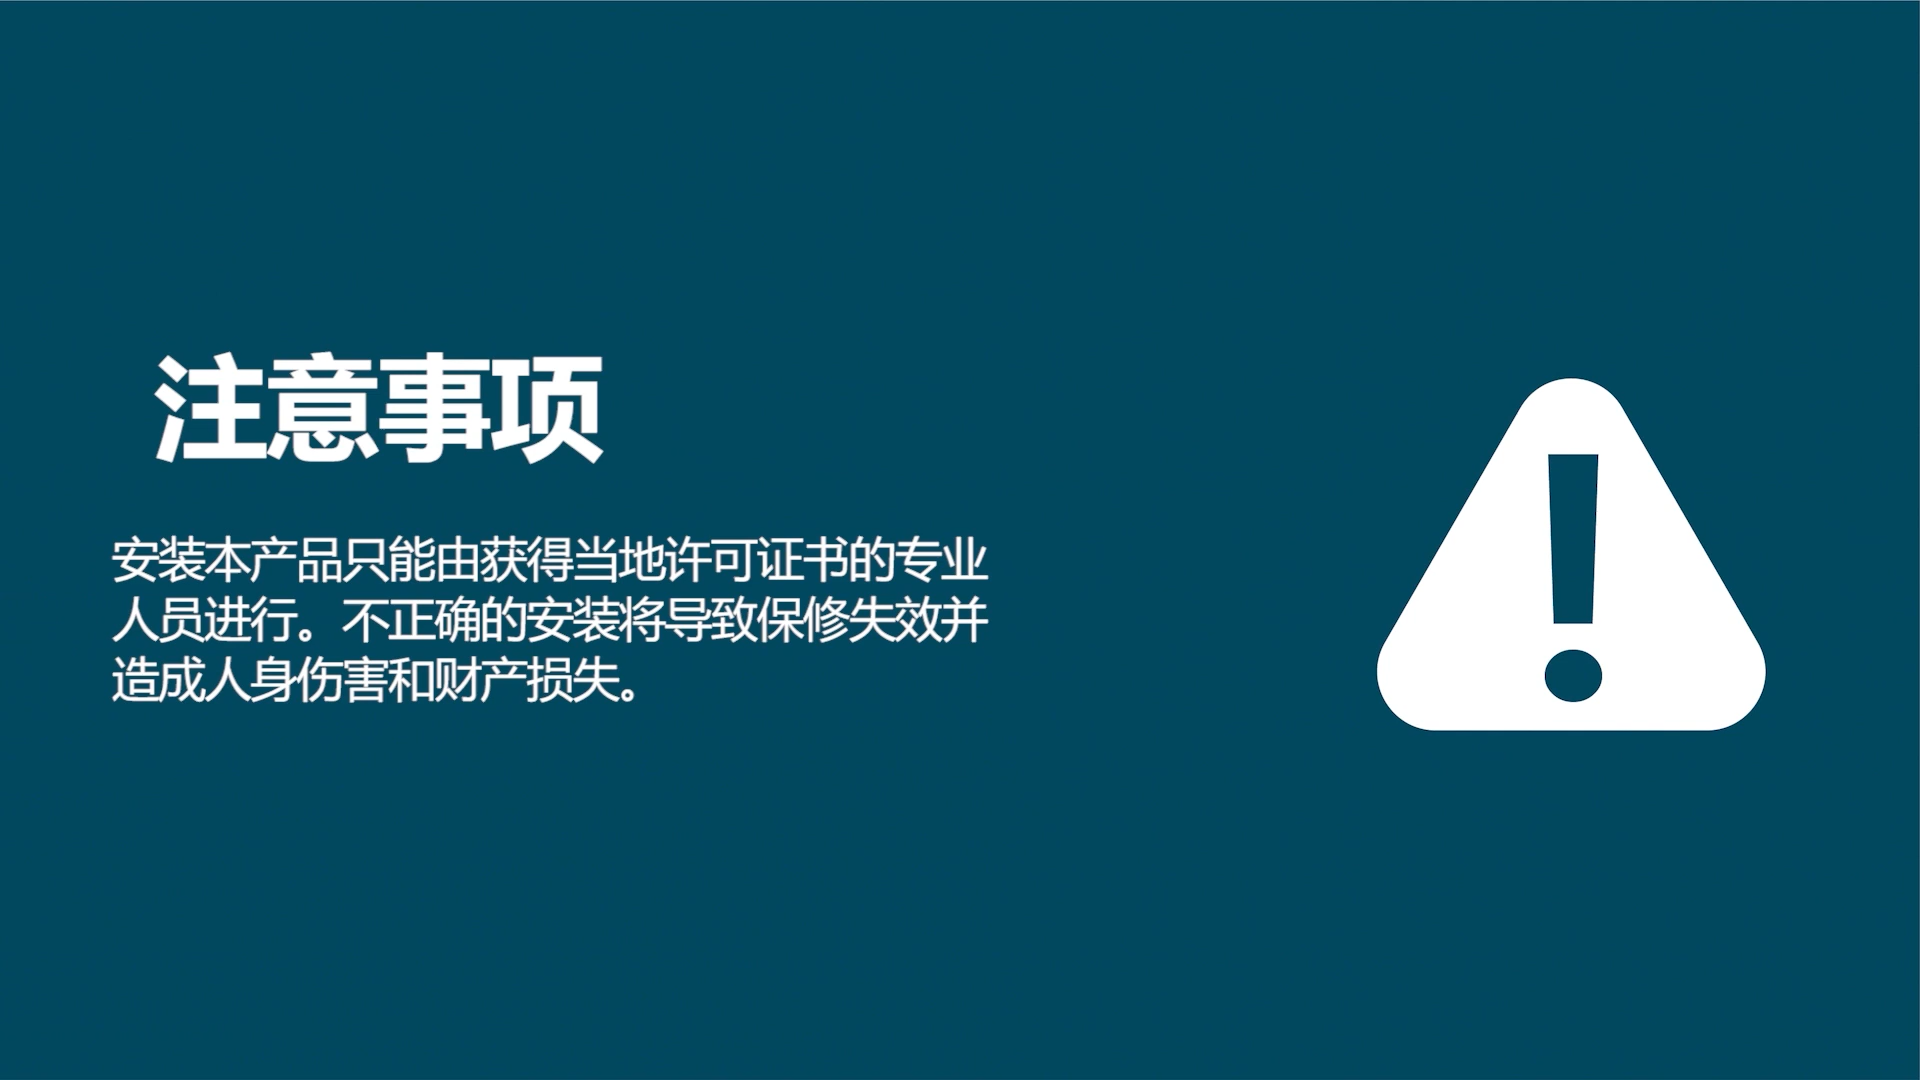 注意事项
安装本产品只能由获得当地许可证书的专业
人员进行。不正确的安装将导致保修失效并
造成人身伤害和财产损失。